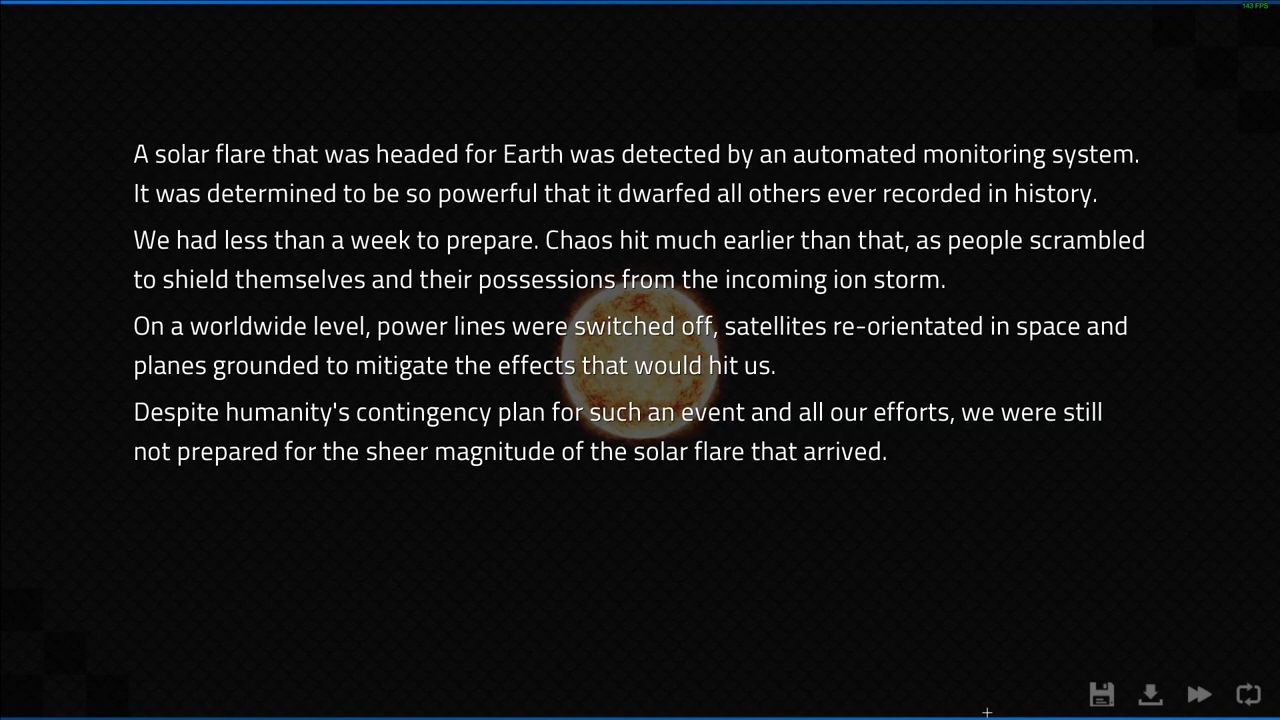 143 FPS
A solar flare that was headed for Earth was detected by an automated monitoring system.
It was determined to be so powerful that it dwarfed all others ever recorded in history.
We had less than a week to prepare. Chaos hit much earlier than that, as people scrambled
to shield themselves and their possessions from the incoming ion storm.
On a worldwide level, power lines were switched off, satellites re-orientated in space and
planes grounded to mitigate the effects that would hit us.
Despite humanity's contingency plan for such an event and all our efforts, we were still
not prepared for the sheer magnitude of the solar flare that arrived.